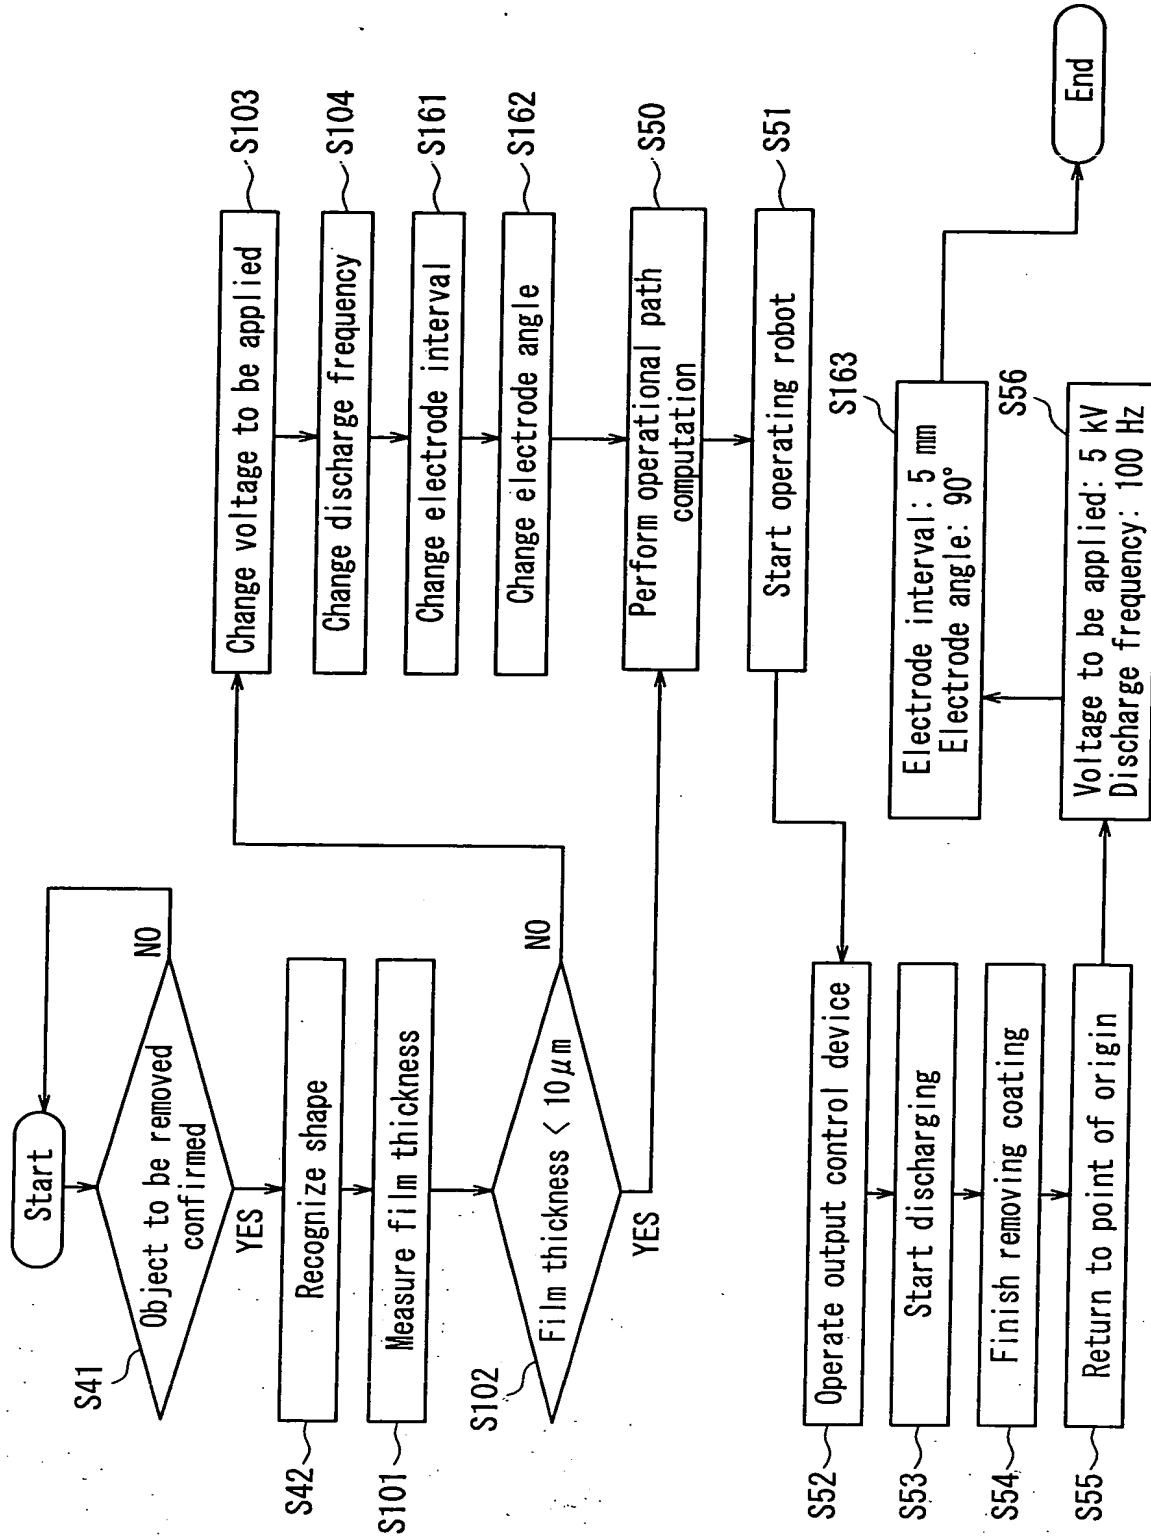 Start
S41
Object to be removed
confirmed
NO
YES
S42
Recognize shape
S101
Measure film thickness
S102
Film thickness < 10μm
NO
YES
Change voltage to be applied
S103
Change discharge frequency
S104
Change electrode interval
S161
Change electrode angle
S162
Perform operational path
computation
S50
Start operating robot
S51
S52
Operate output control device
S53
Start discharging
S54
Finish removing coating
S55
Return to point of origin
S56
Voltage to be applied: 5 kV
Discharge frequency: 100 Hz
S163
Electrode interval: 5 mm
Electrode angle: 90°
End